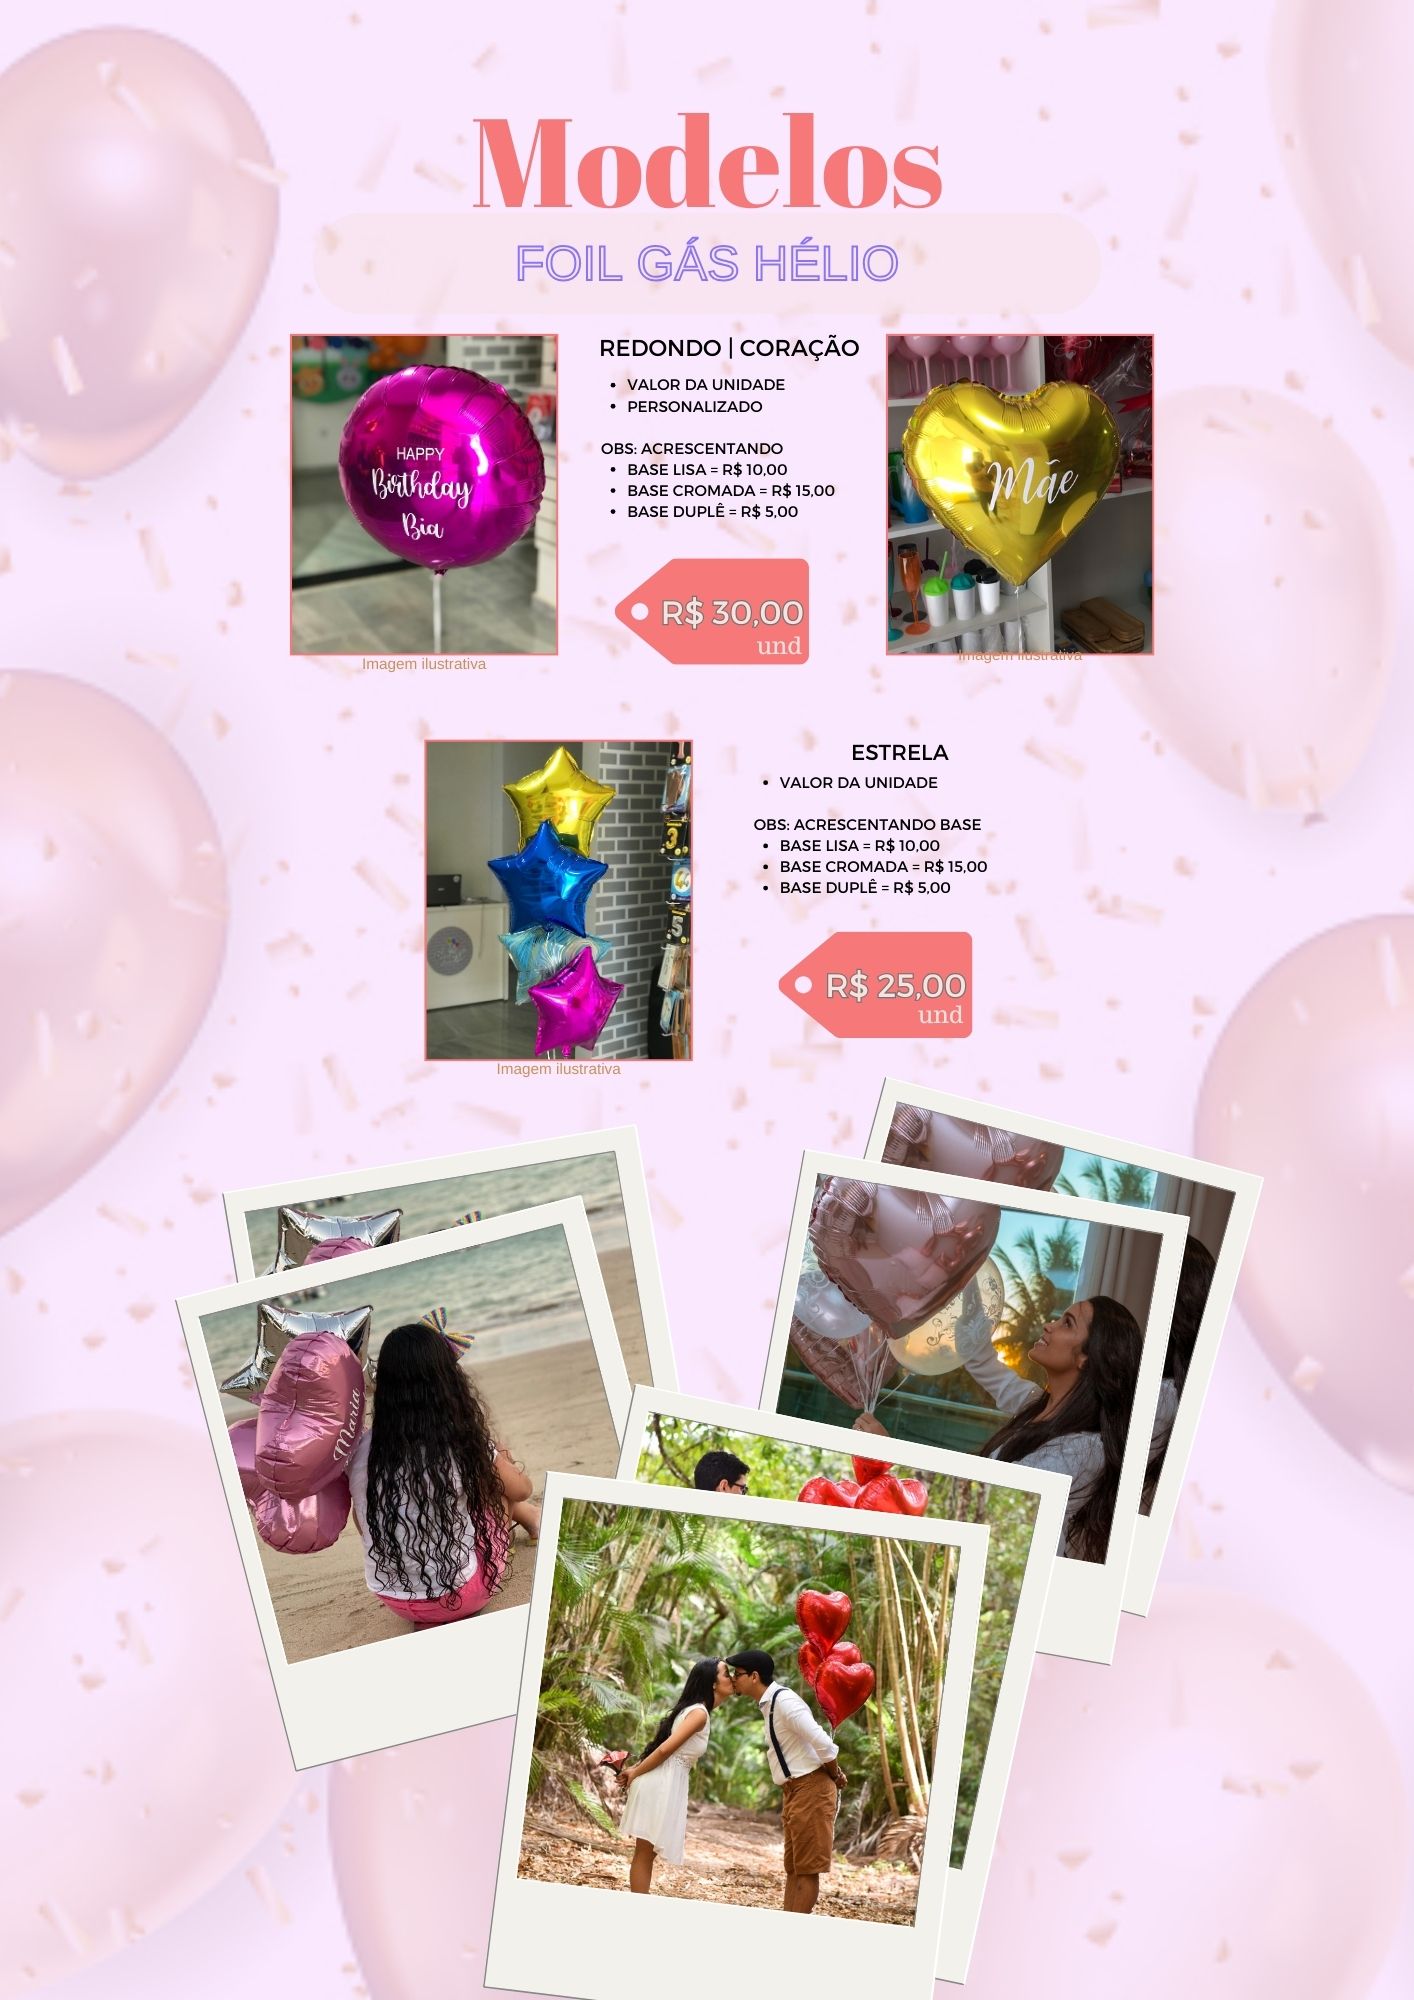 Modelos
FOIL GÁS HÉLIO
HAPPY
Birthday
Bia
Imagem ilustrativa
REDONDO | CORAÇÃO
• VALOR DA UNIDADE
• PERSONALIZADO
OBS: ACRESCENTANDO
• BASE LISA = R$ 10,00
• BASE CROMADA = R$ 15,00
• BASE DUPLÊ = R$ 5,00
R$ 30,00
und
Mãe
Imagem ilustrativa
3
5
Imagem ilustrativa
ESTRELA
• VALOR DA UNIDADE
OBS: ACRESCENTANDO BASE
• BASE LISA = R$ 10,00
• BASE CROMADA = R$ 15,00
• BASE DUPLÊ = R$ 5,00
R$ 25,00
und
Maria